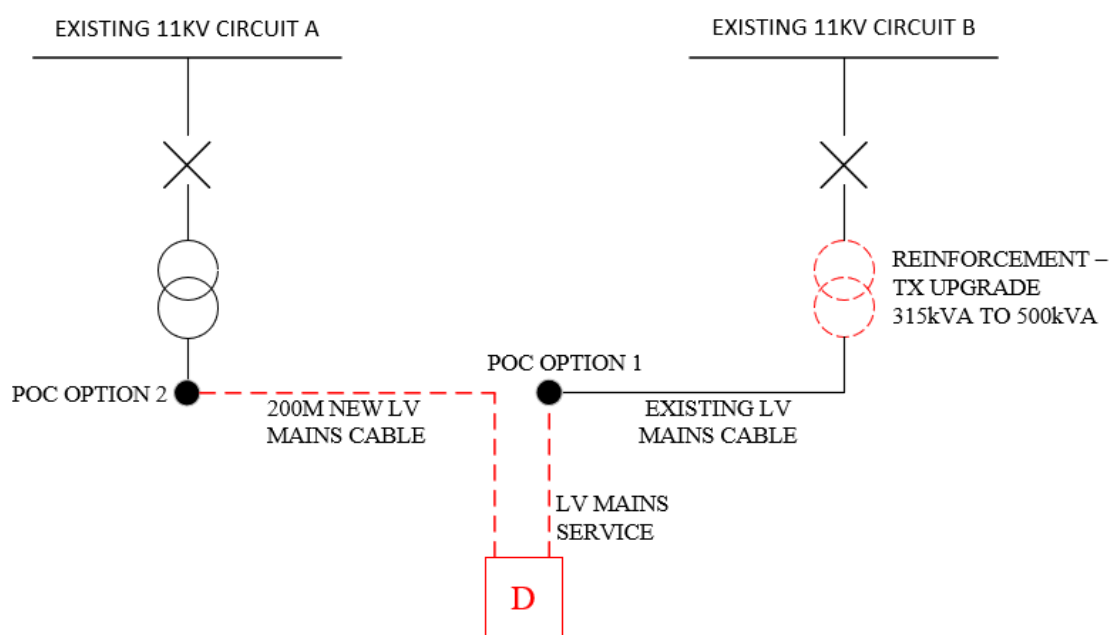 EXISTING 11KV CIRCUIT A
EXISTING 11KV CIRCUIT B
REINFORCEMENT –
TX UPGRADE
315kVA TO 500kVA
POC OPTION 1
POC OPTION 2
200M NEW LV
MAINS CABLE
EXISTING LV
MAINS CABLE
LV MAINS
SERVICE
D